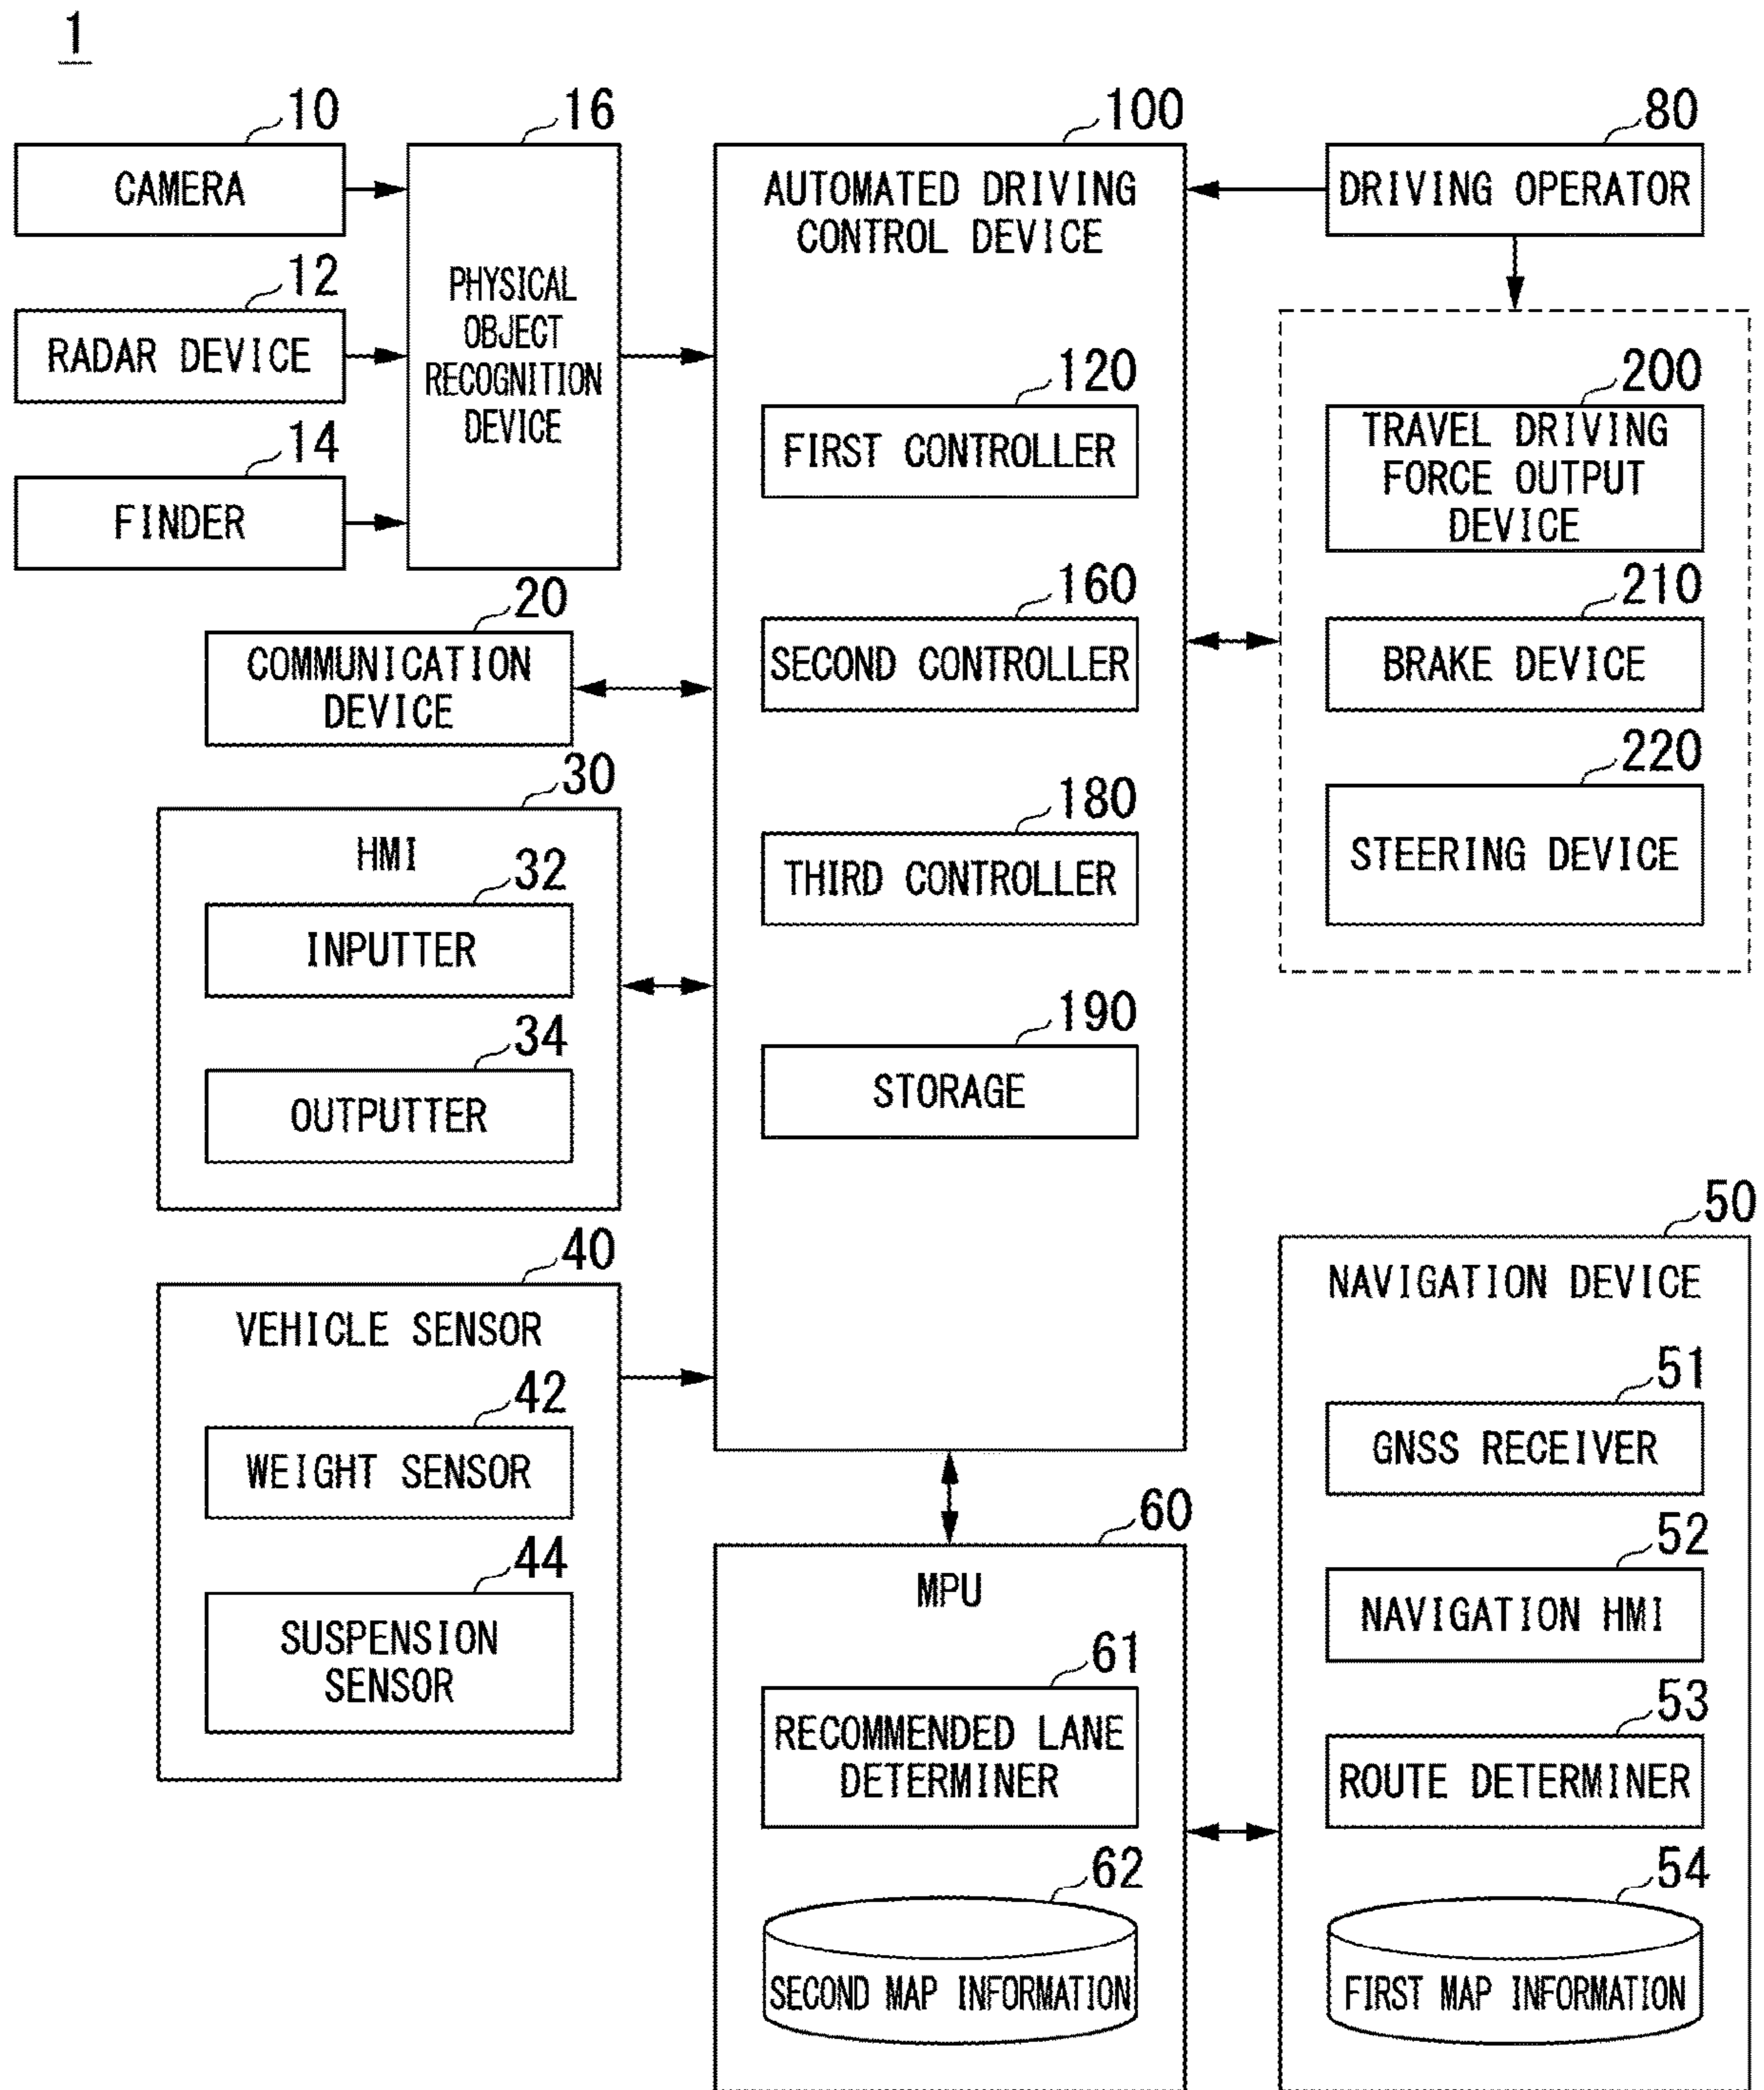 1
10
CAMERA
12
RADAR DEVICE
14
FINDER
16
PHYSICAL
OBJECT
RECOGNITION
DEVICE
20
COMMUNICATION
DEVICE
30
HMI
32
INPUTTER
34
OUTPUTTER
40
VEHICLE SENSOR
42
WEIGHT SENSOR
44
SUSPENSION
SENSOR
100
AUTOMATED DRIVING
CONTROL DEVICE
120
FIRST CONTROLLER
160
SECOND CONTROLLER
180
THIRD CONTROLLER
190
STORAGE
60
MPU
61
RECOMMENDED LANE
DETERMINER
62
SECOND MAP INFORMATION
80
DRIVING OPERATOR
200
TRAVEL DRIVING
FORCE OUTPUT
DEVICE
210
BRAKE DEVICE
220
STEERING DEVICE
50
NAVIGATION DEVICE
51
GNSS RECEIVER
52
NAVIGATION HMI
53
ROUTE DETERMINER
54
FIRST MAP INFORMATION